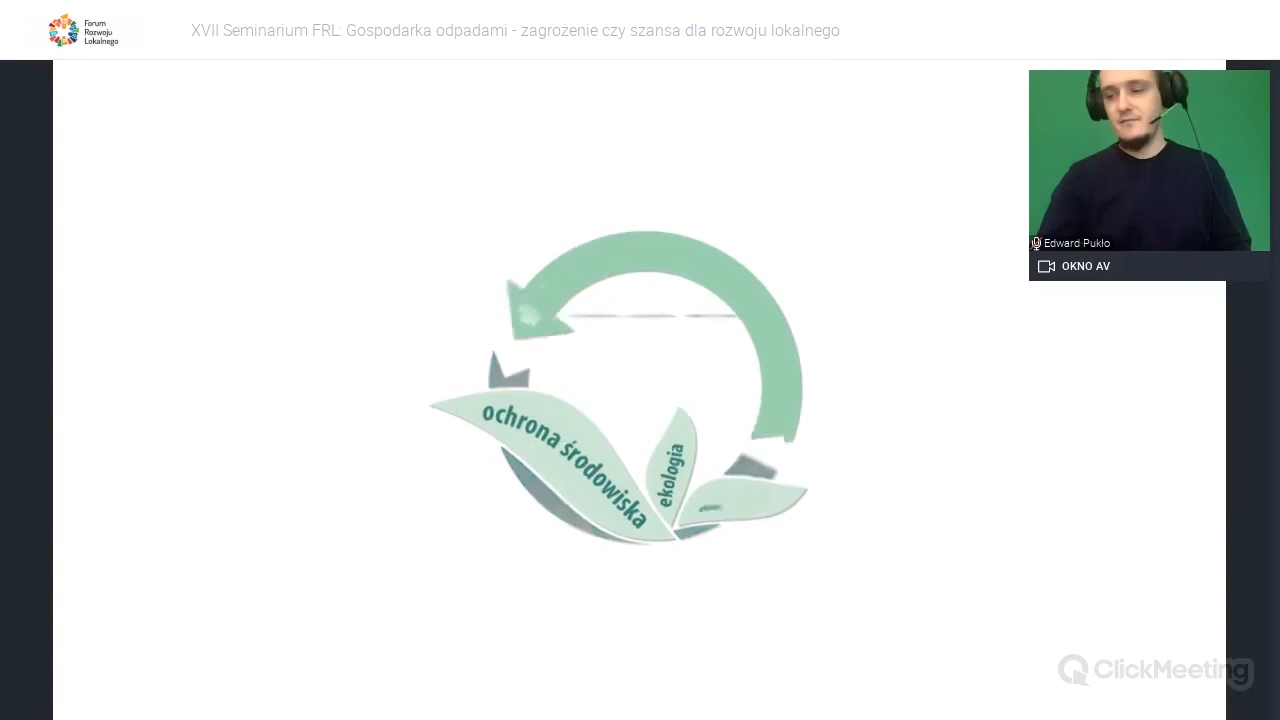 Forum
Rozwoju
Lokalnego
XVII Seminarium FRL: Gospodarka odpadami - zagrożenie czy szansa dla rozwoju lokalnego
Edward Pukło
OKNO AV
ochrona środowiska
ekologia
ClickMeeting